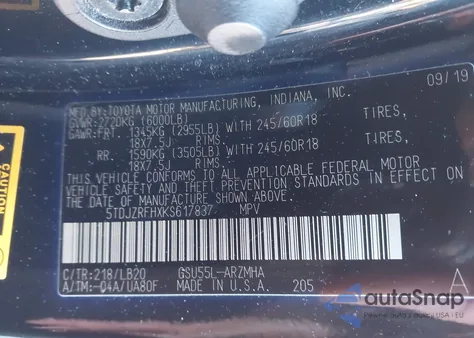 MFD.BY:TOYOTA MOTOR MANUFACTURING, INDIANA, INC. 09/19
GVWR:2720KG (6000LB)
GAWR:FRT. 1345KG (2955LB) WITH 245/60R18 TIRES,
18X7.5J RIMS.
RR. 1590KG (3505LB) WITH 245/60R18 TIRES,
18X7.5J RIMS.
THIS VEHICLE CONFORMS TO ALL APPLICABLE FEDERAL MOTOR
VEHICLE SAFETY AND THEFT PREVENTION STANDARDS IN EFFECT ON
THE DATE OF MANUFACTURE SHOWN ABOVE.
5TDJZRFHXKS617837 MPV
C/TR:218/LB20 GSU55L-ARZMHA
A/TM:-04A/UA80F MADE IN U.S.A. 205 A
CAUTION
autoSnap